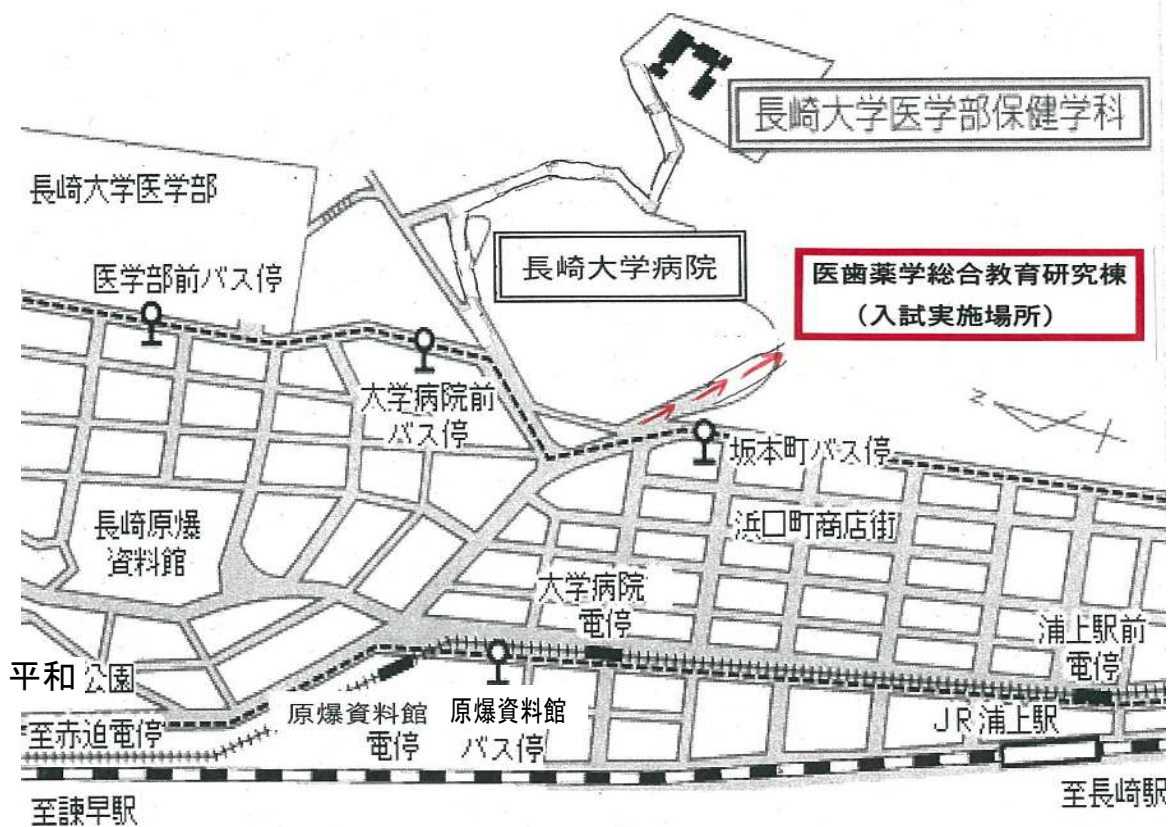 長崎大学医学部保健学科
長崎大学医学部
長崎大学病院
医歯薬学総合教育研究棟
（入試実施場所）
医学部前バス停
大学病院前
バス停
N
坂本町バス停
浜口町商店街
長崎原爆
資料館
大学病院
電停
浦上駅前
電停
平和公園
原爆資料館
電停
原爆資料館
バス停
JR浦上駅
至赤迫電停
至諫早駅
至長崎駅